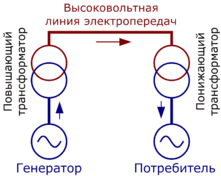 Высоковольтная
линия электропередач
Повышающий
трансформатор
Понижающий
трансформатор
Генератор
Потребитель